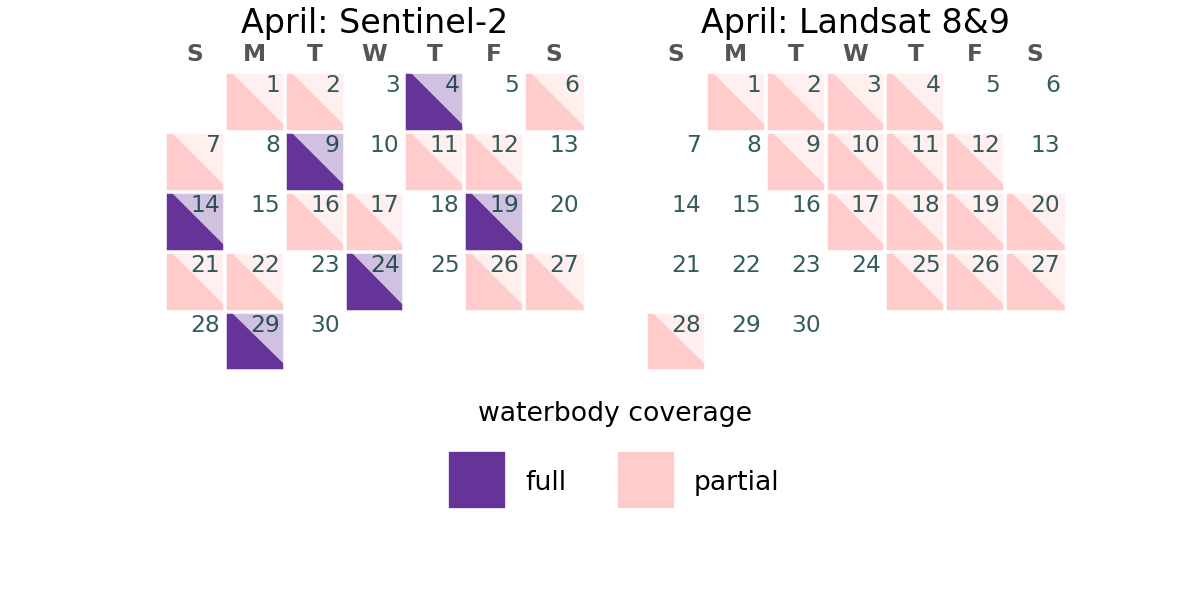 April: Sentinel-2
S M T W T F S
1 2 3 4 5 6
7 8 9 10 11 12 13
14 15 16 17 18 19 20
21 22 23 24 25 26 27
28 29 30
April: Landsat 8&9
S M T W T F S
1 2 3 4 5 6
7 8 9 10 11 12 13
14 15 16 17 18 19 20
21 22 23 24 25 26 27
28 29 30
waterbody coverage
full partial